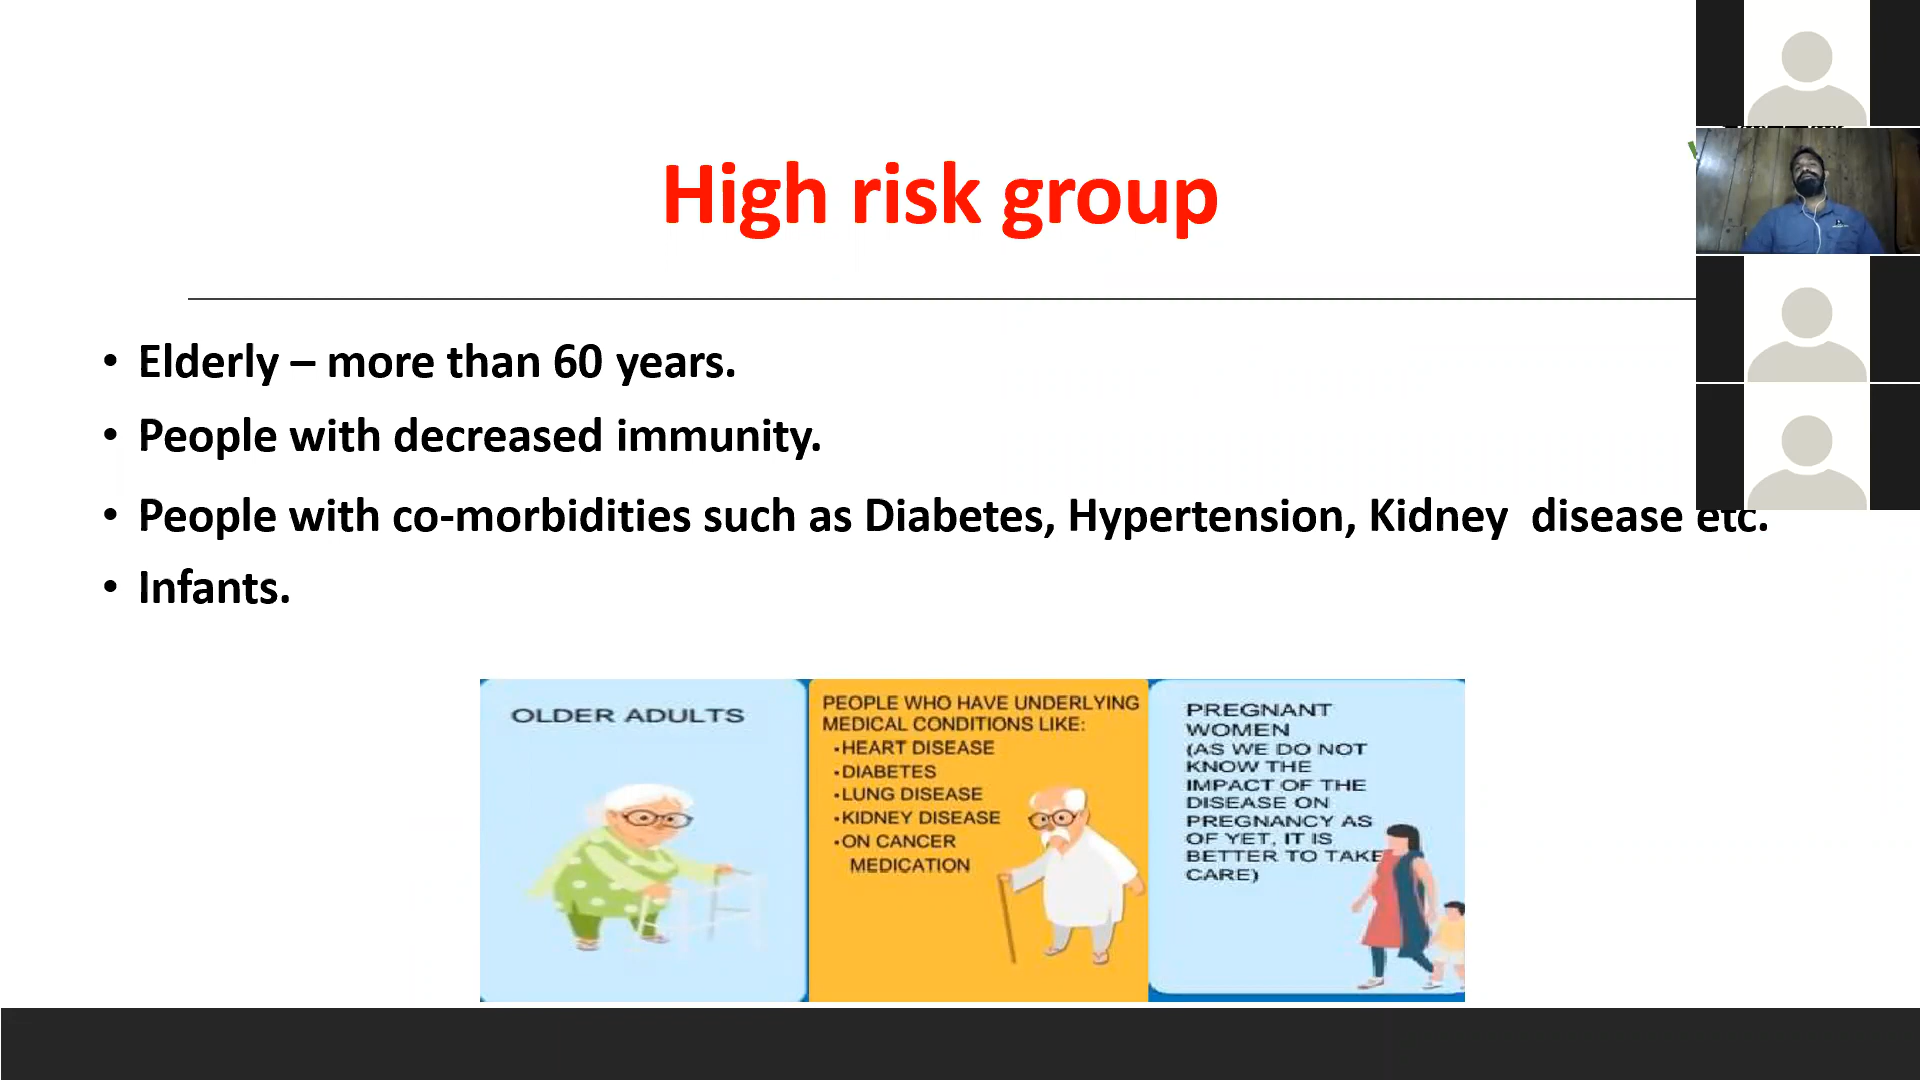 High risk group
• Elderly – more than 60 years.
• People with decreased immunity.
• People with co-morbidities such as Diabetes, Hypertension, Kidney disease etc.
• Infants.
OLDER ADULTS
PEOPLE WHO HAVE UNDERLYING
MEDICAL CONDITIONS LIKE:
•HEART DISEASE
•DIABETES
•LUNG DISEASE
•KIDNEY DISEASE
•ON CANCER
MEDICATION
PREGNANT
WOMEN
(AS WE DO NOT
KNOW THE
IMPACT OF THE
DISEASE ON
PREGNANCY AS
OF YET, IT IS
BETTER TO TAKE
CARE)